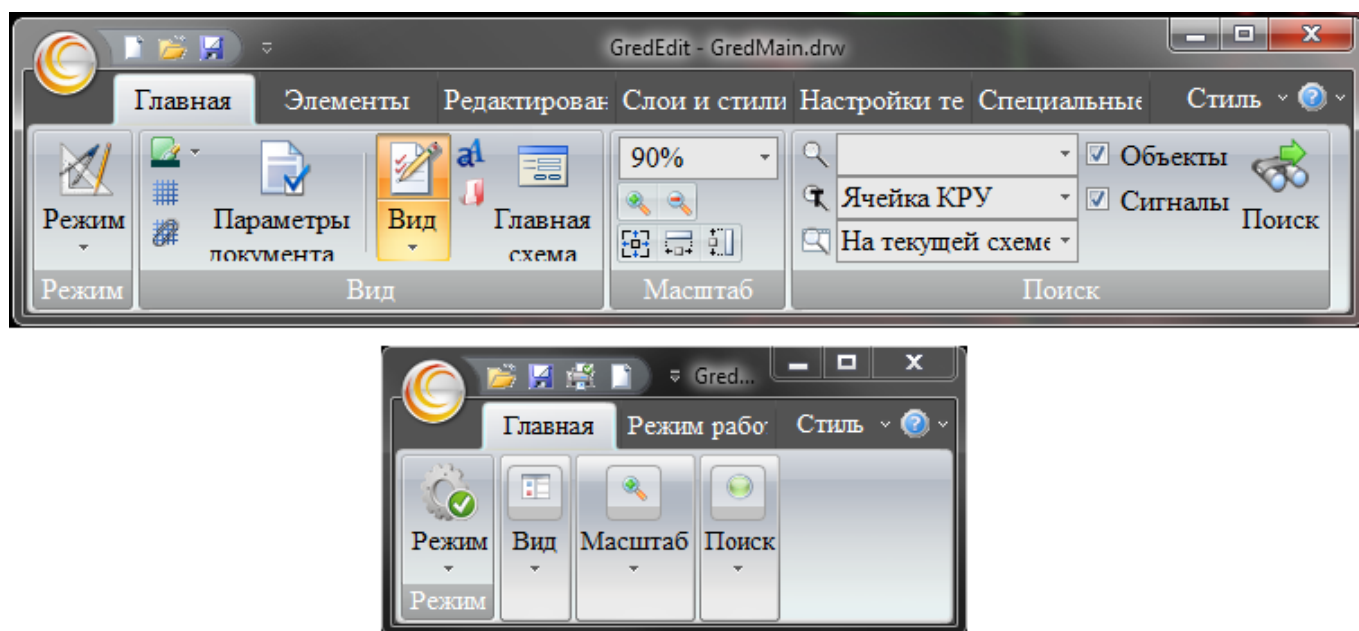 GredEdit - GredMain.drw
Главная Элементы Редактирован Слои и стили Настройки те Специальные Стиль
90% Объекты
Режим Параметры документа Вид Главная схема Ячейка КРУ Сигналы Поиск
На текущей схеме
Режим Вид Масштаб Поиск
Gred...
Главная Режим рабо Стиль
Режим Вид Масштаб Поиск
Режим